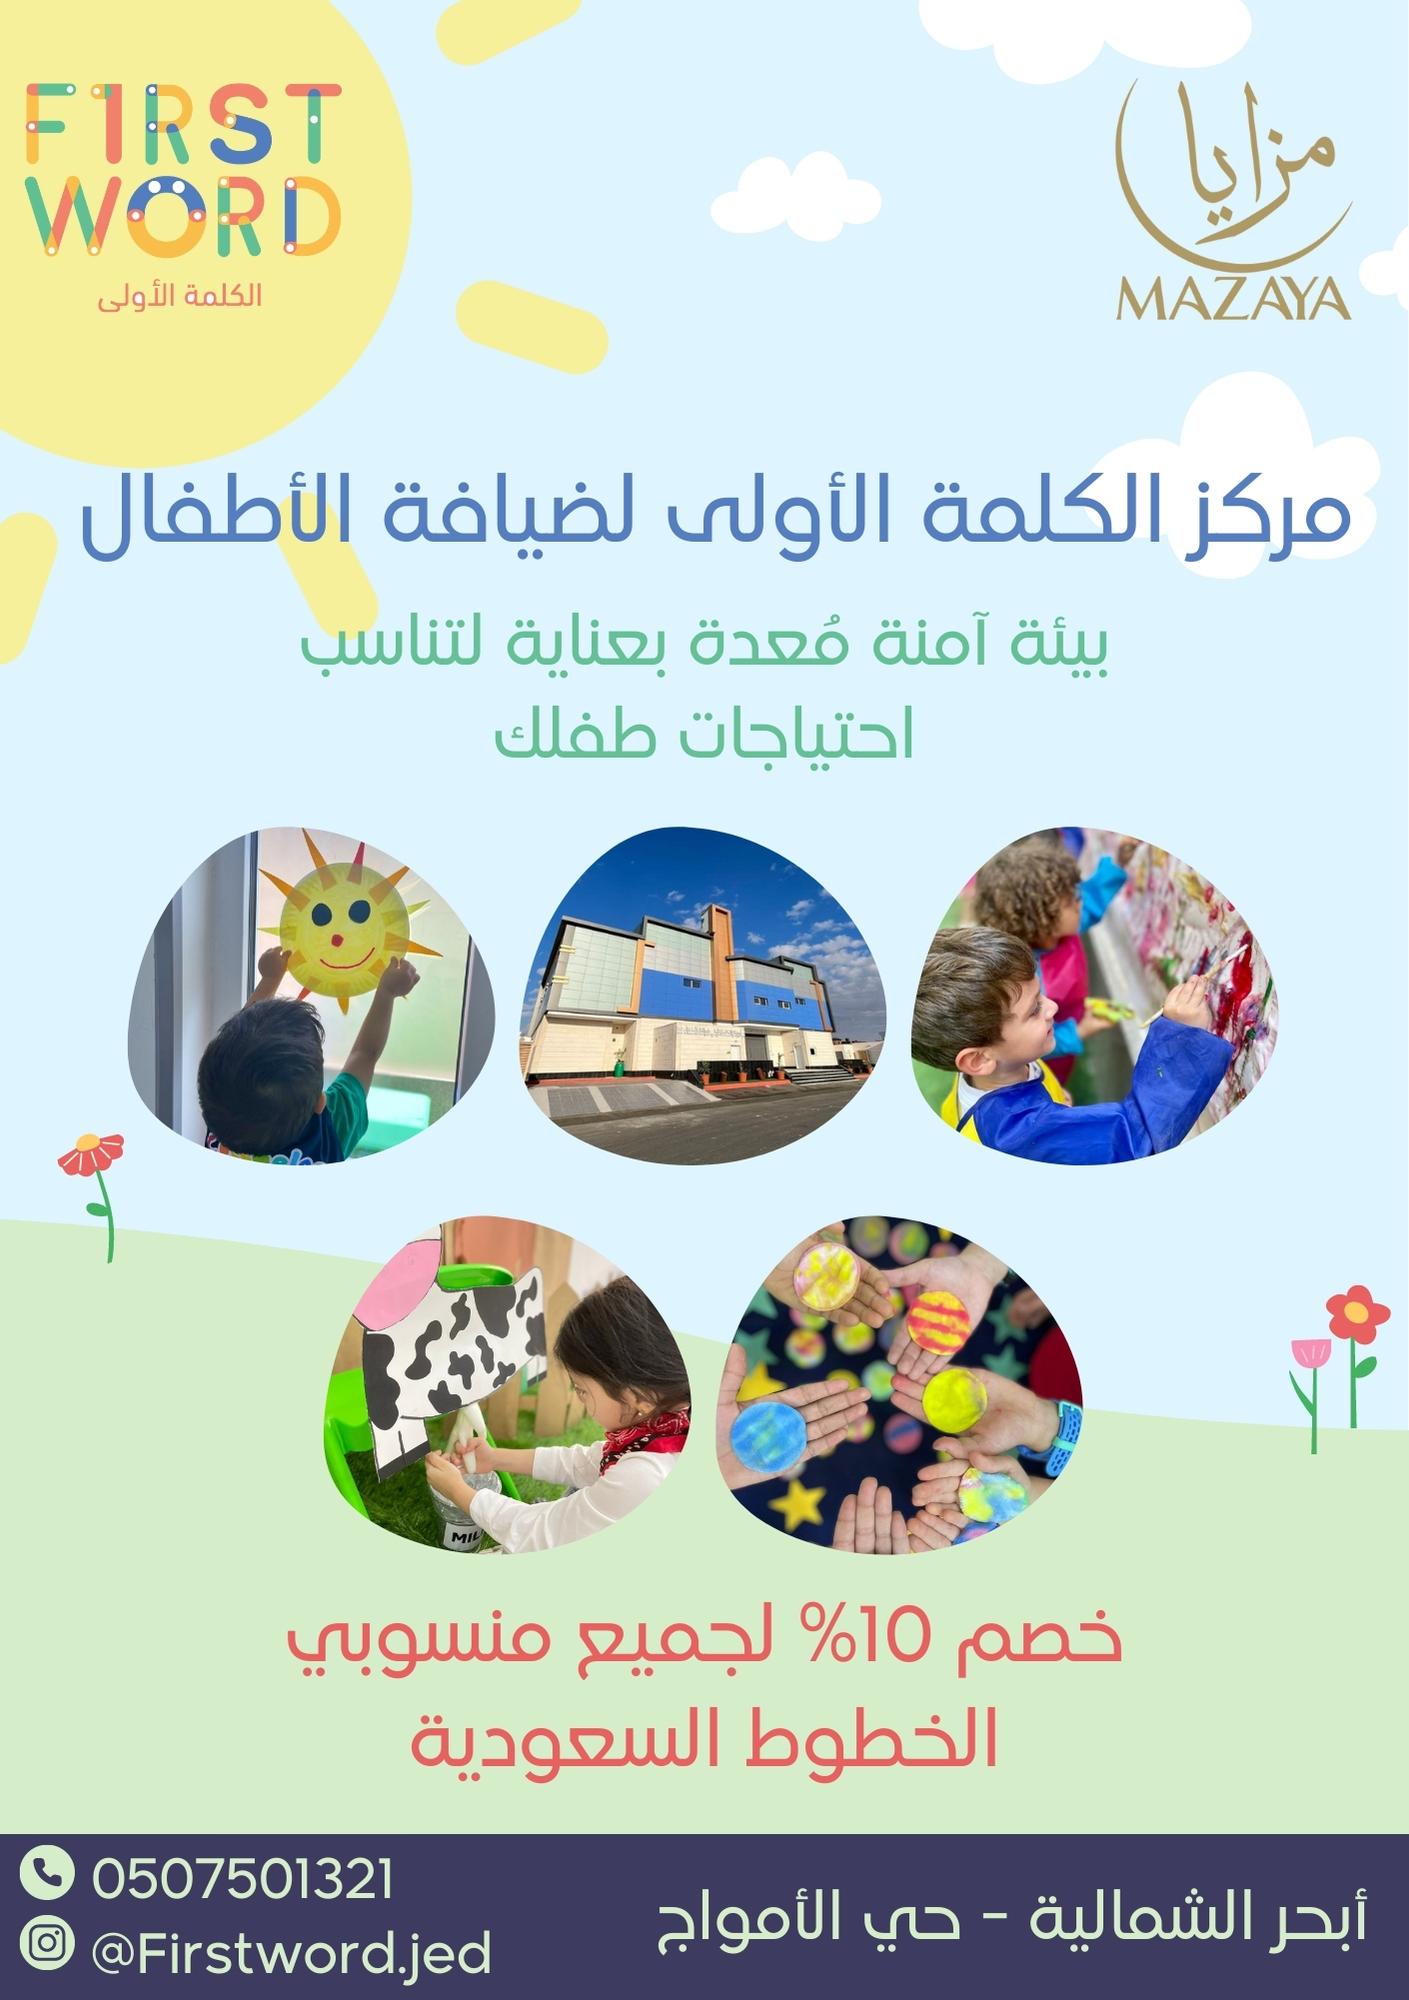 F1RST
WORD
الكلمة الأولى
مزايا
MAZAYA
مركز الكلمة الأولى لضيافة الأطفال
بيئة آمنة مُعدة بعناية لتناسب
احتياجات طفلك
خصم 10% لجميع منسوبي
الخطوط السعودية
0507501321
@Firstword.jed
أبحر الشمالية - حي الأمواج